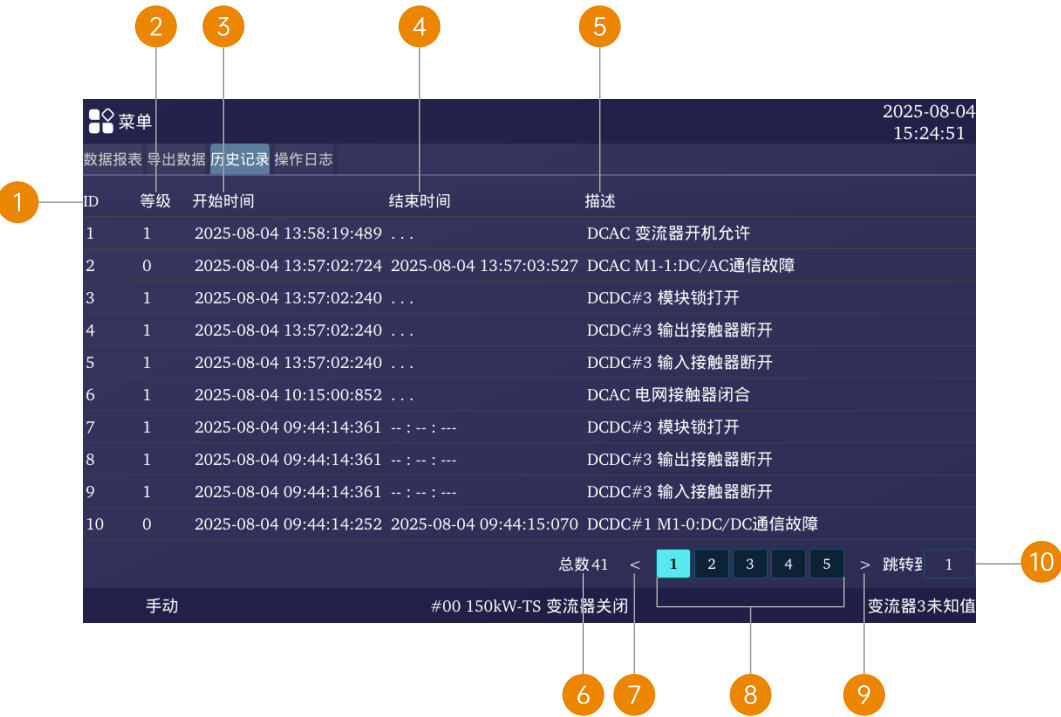 2 3 4 5
菜单
2025-08-04
15:24:51
数据报表 导出数据 历史记录 操作日志
1
ID 等级 开始时间 结束时间 描述
1 1 2025-08-04 13:58:19:489 . . . DCAC 变流器开机允许
2 0 2025-08-04 13:57:02:724 2025-08-04 13:57:03:527 DCAC M1-1:DC/AC通信故障
3 1 2025-08-04 13:57:02:240 . . . DCDC#3 模块锁打开
4 1 2025-08-04 13:57:02:240 . . . DCDC#3 输出接触器断开
5 1 2025-08-04 13:57:02:240 . . . DCDC#3 输入接触器断开
6 1 2025-08-04 10:15:00:852 . . . DCAC 电网接触器闭合
7 1 2025-08-04 09:44:14:361 -- : -- : --- DCDC#3 模块锁打开
8 1 2025-08-04 09:44:14:361 -- : -- : --- DCDC#3 输出接触器断开
9 1 2025-08-04 09:44:14:361 -- : -- : --- DCDC#3 输入接触器断开
10 0 2025-08-04 09:44:14:252 2025-08-04 09:44:15:070 DCDC#1 M1-0:DC/DC通信故障
总数41 < 1 2 3 4 5 > 跳转到 1
10
手动 #00 150kW-TS 变流器关闭 变流器3未知值
6 7 8 9